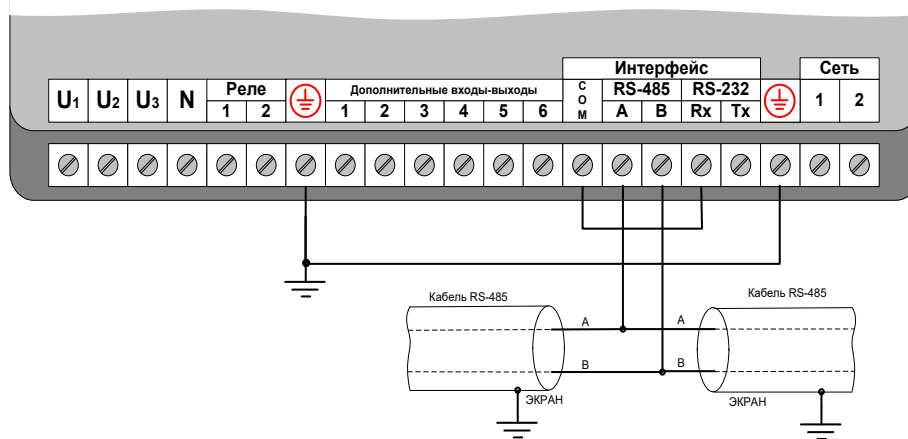 Интерфейс
Сеть
U1 U2 U3 N
Реле
Дополнительные входы-выходы
COM
RS-485 RS-232
1 2
1 2 3 4 5 6
A B Rx Tx
1 2
Кабель RS-485
Кабель RS-485
A
A
B
B
ЭКРАН
ЭКРАН